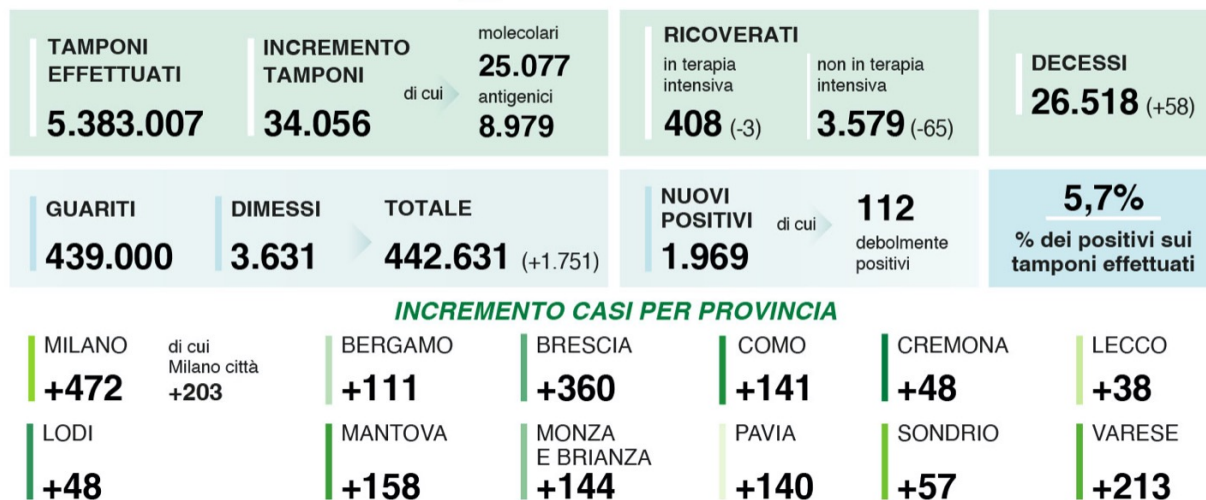 TAMPONI
EFFETTUATI
5.383.007
INCREMENTO
TAMPONI
34.056
di cui
molecolari
25.077
antigenici
8.979
RICOVERATI
in terapia
intensiva
408 (-3)
non in terapia
intensiva
3.579 (-65)
DECESSI
26.518 (+58)
GUARITI
439.000
DIMESSI
3.631
TOTALE
442.631 (+1.751)
NUOVI
POSITIVI
1.969
di cui
112
debolmente
positivi
5,7%
% dei positivi sui
tamponi effettuati
INCREMENTO CASI PER PROVINCIA
MILANO
+472
di cui
Milano città
+203
BERGAMO
+111
BRESCIA
+360
COMO
+141
CREMONA
+48
LECCO
+38
LODI
+48
MANTOVA
+158
MONZA
E BRIANZA
+144
PAVIA
+140
SONDRIO
+57
VARESE
+213